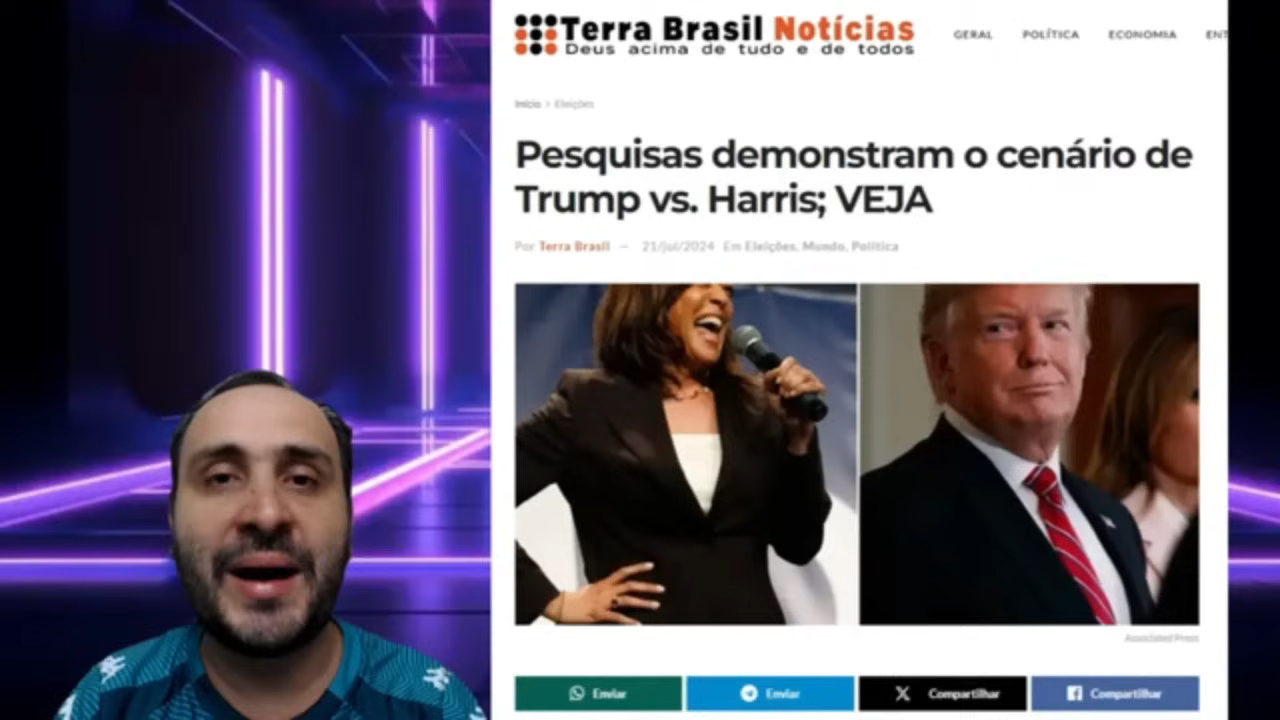 Terra Brasil Notícias
Deus acima de tudo e de todos
GERAL POLÍTICA ECONOMIA ENT
Início > Eleições
Pesquisas demonstram o cenário de
Trump vs. Harris; VEJA
Por Terra Brasil — 21/jul/2024 Em Eleições, Mundo, Política
Associated Press
Enviar Enviar Compartilhar Compartilhar